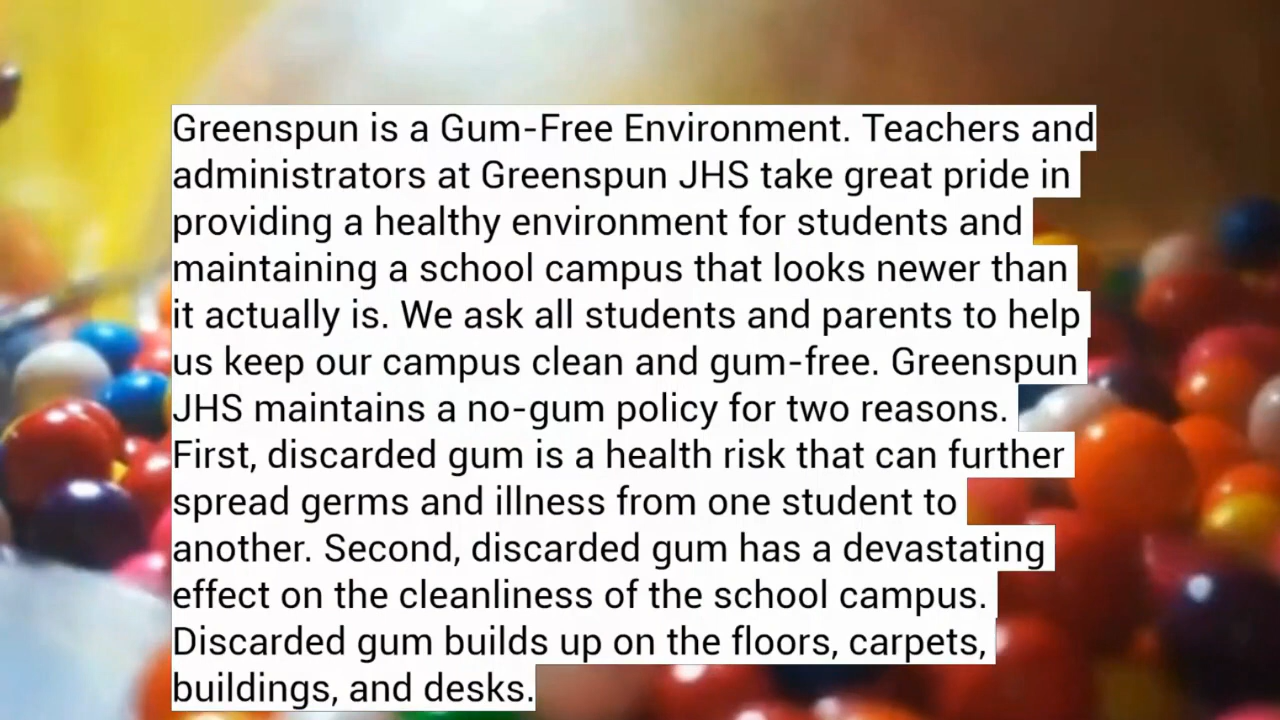 Greenspun is a Gum-Free Environment. Teachers and
administrators at Greenspun JHS take great pride in
providing a healthy environment for students and
maintaining a school campus that looks newer than
it actually is. We ask all students and parents to help
us keep our campus clean and gum-free. Greenspun
JHS maintains a no-gum policy for two reasons.
First, discarded gum is a health risk that can further
spread germs and illness from one student to
another. Second, discarded gum has a devastating
effect on the cleanliness of the school campus.
Discarded gum builds up on the floors, carpets,
buildings, and desks.